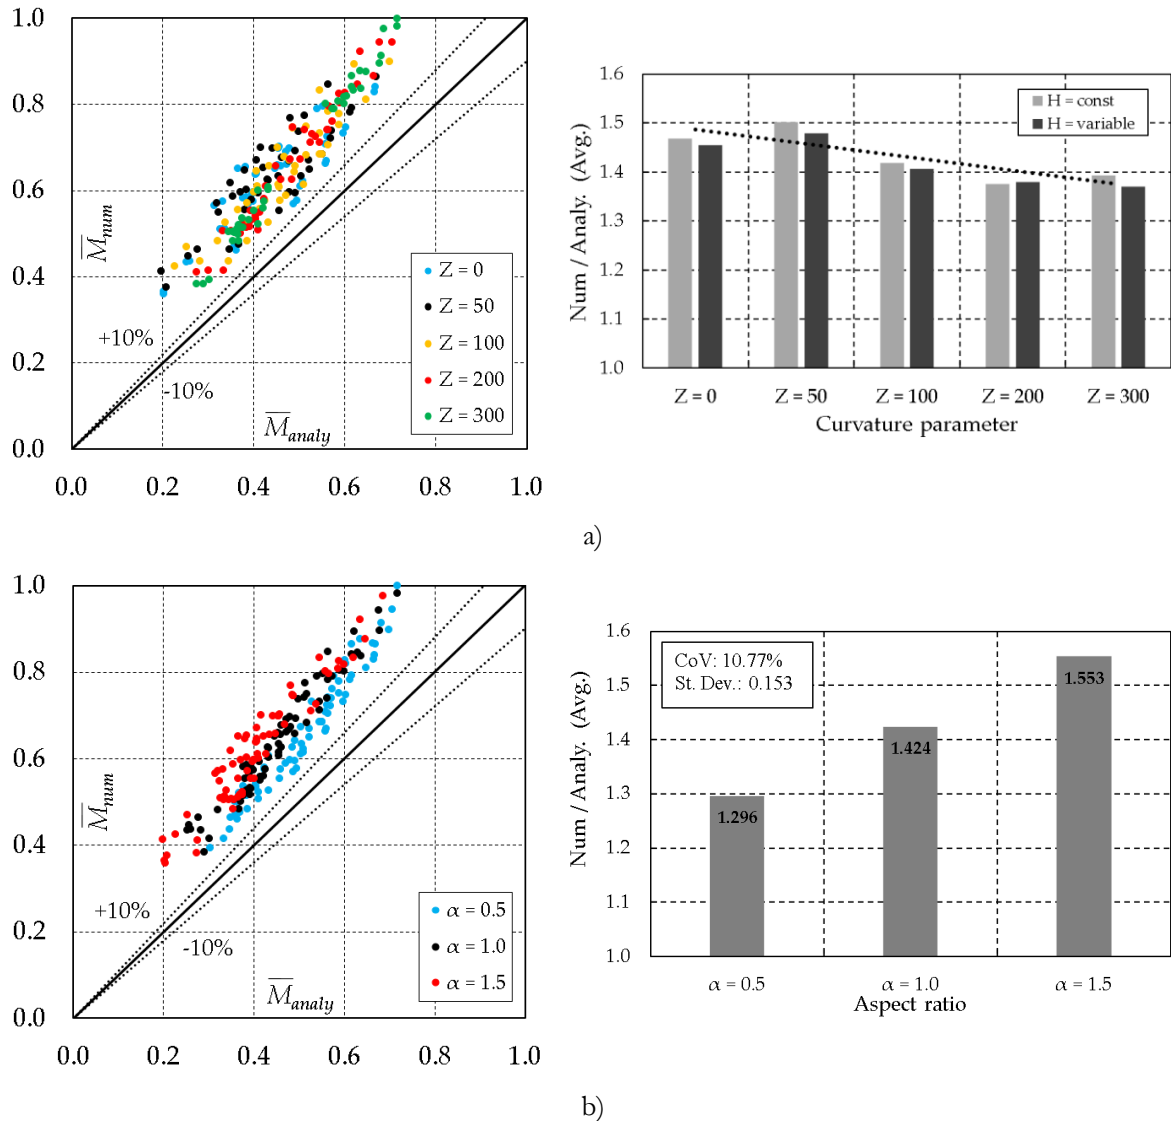 1.0
0.8
0.6
0.4
0.2
0.0
M̅num
+10%
-10%
M̅analy
Z = 0
Z = 50
Z = 100
Z = 200
Z = 300
0.0 0.2 0.4 0.6 0.8 1.0
1.6
1.5
1.4
1.3
1.2
1.1
1.0
Num / Analy. (Avg.)
H = const
H = variable
Z = 0 Z = 50 Z = 100 Z = 200 Z = 300
Curvature parameter
a)
1.0
0.8
0.6
0.4
0.2
0.0
M̅num
+10%
-10%
M̅analy
α = 0.5
α = 1.0
α = 1.5
0.0 0.2 0.4 0.6 0.8 1.0
1.6
1.5
1.4
1.3
1.2
1.1
1.0
Num / Analy. (Avg.)
CoV: 10.77%
St. Dev.: 0.153
1.296
1.424
1.553
α = 0.5 α = 1.0 α = 1.5
Aspect ratio
b)